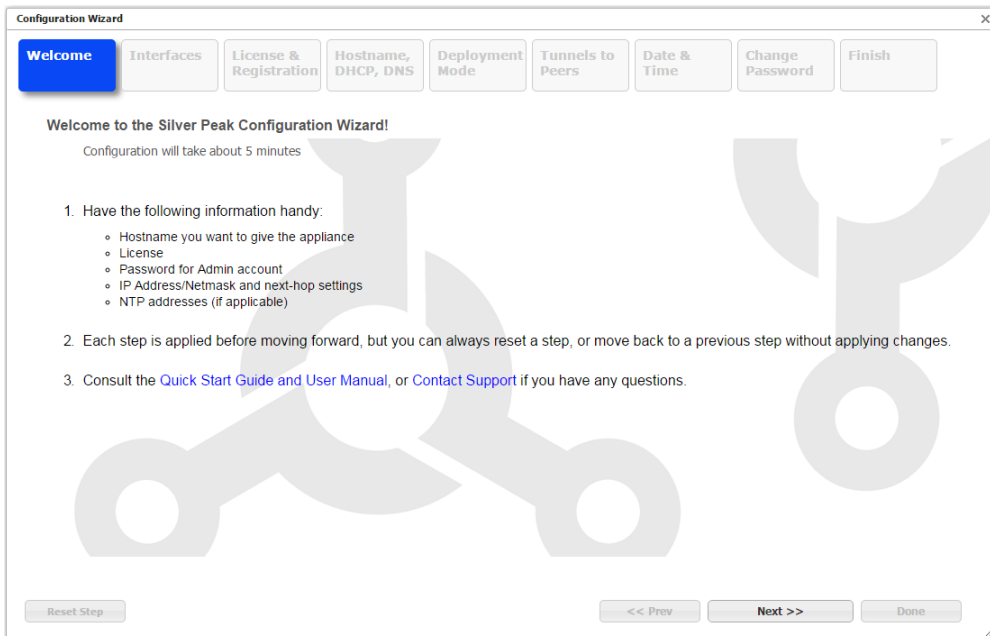 Configuration Wizard
Welcome
Interfaces
License &
Registration
Hostname,
DHCP, DNS
Deployment
Mode
Tunnels to
Peers
Date &
Time
Change
Password
Finish
Welcome to the Silver Peak Configuration Wizard!
Configuration will take about 5 minutes
1. Have the following information handy:
Hostname you want to give the appliance
License
Password for Admin account
IP Address/Netmask and next-hop settings
NTP addresses (if applicable)
2. Each step is applied before moving forward, but you can always reset a step, or move back to a previous step without applying changes.
3. Consult the Quick Start Guide and User Manual, or Contact Support if you have any questions.
Reset Step
<< Prev
Next >>
Done